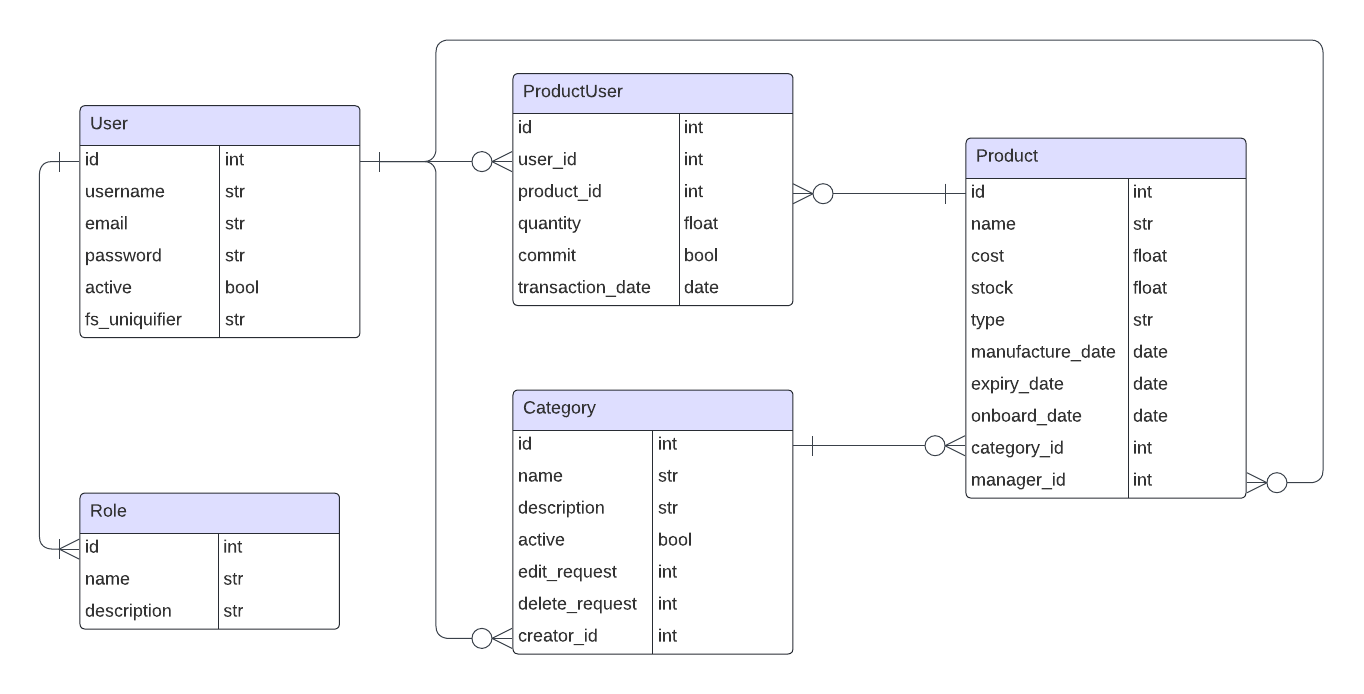 User
id int
username str
email str
password str
active bool
fs_uniquifier str
Role
id int
name str
description str
ProductUser
id int
user_id int
product_id int
quantity float
commit bool
transaction_date date
Category
id int
name str
description str
active bool
edit_request int
delete_request int
creator_id int
Product
id int
name str
cost float
stock float
type str
manufacture_date date
expiry_date date
onboard_date date
category_id int
manager_id int